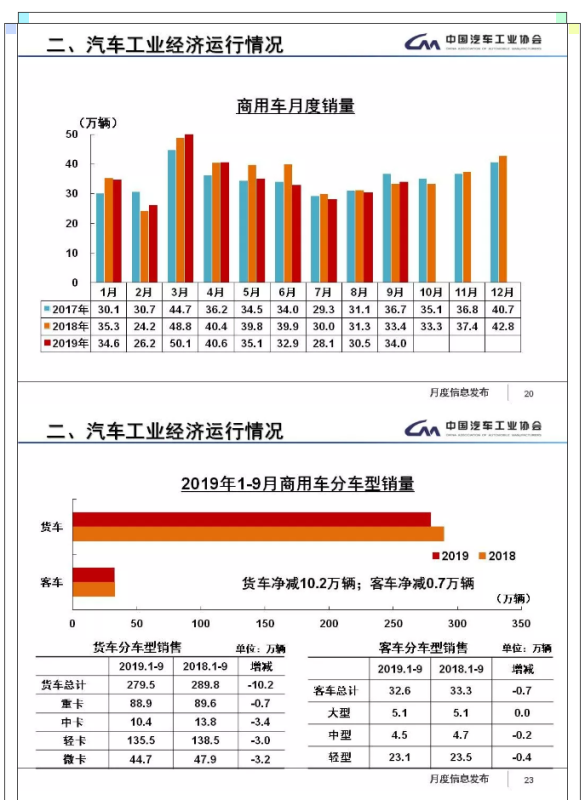 二、汽车工业经济运行情况
中国汽车工业协会
商用车月度销量
(万辆)
50
40
30
20
10
0
1月 2月 3月 4月 5月 6月 7月 8月 9月 10月 11月 12月
2017年 30.1 30.7 44.7 36.2 34.5 34.0 29.3 31.1 36.7 35.1 36.8 40.7
2018年 35.3 24.2 48.8 40.4 39.8 39.9 30.0 31.3 33.4 33.3 37.4 42.8
2019年 34.6 26.2 50.1 40.6 35.1 32.9 28.1 30.5 34.0
月度信息发布 20
二、汽车工业经济运行情况
中国汽车工业协会
2019年1-9月商用车分车型销量
货车
2019 2018
客车
货车净减10.2万辆；客车净减0.7万辆
(万辆)
0 50 100 150 200 250 300 350
货车分车型销售 单位：万辆
2019.1-9 2018.1-9 增减
货车总计 279.5 289.8 -10.2
重卡 88.9 89.6 -0.7
中卡 10.4 13.8 -3.4
轻卡 135.5 138.5 -3.0
微卡 44.7 47.9 -3.2
客车分车型销售 单位：万辆
2019.1-9 2018.1-9 增减
客车总计 32.6 33.3 -0.7
大型 5.1 5.1 0.0
中型 4.5 4.7 -0.2
轻型 23.1 23.5 -0.4
月度信息发布 23